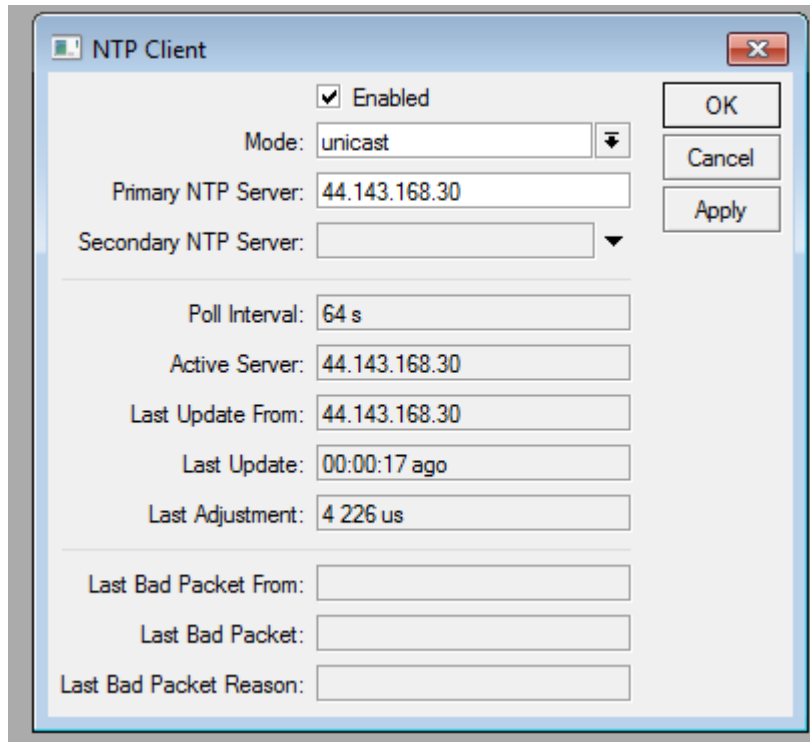 NTP Client
Enabled
OK
Mode: unicast
Cancel
Primary NTP Server: 44.143.168.30
Apply
Secondary NTP Server:
Poll Interval: 64 s
Active Server: 44.143.168.30
Last Update From: 44.143.168.30
Last Update: 00:00:17 ago
Last Adjustment: 4 226 us
Last Bad Packet From:
Last Bad Packet:
Last Bad Packet Reason: